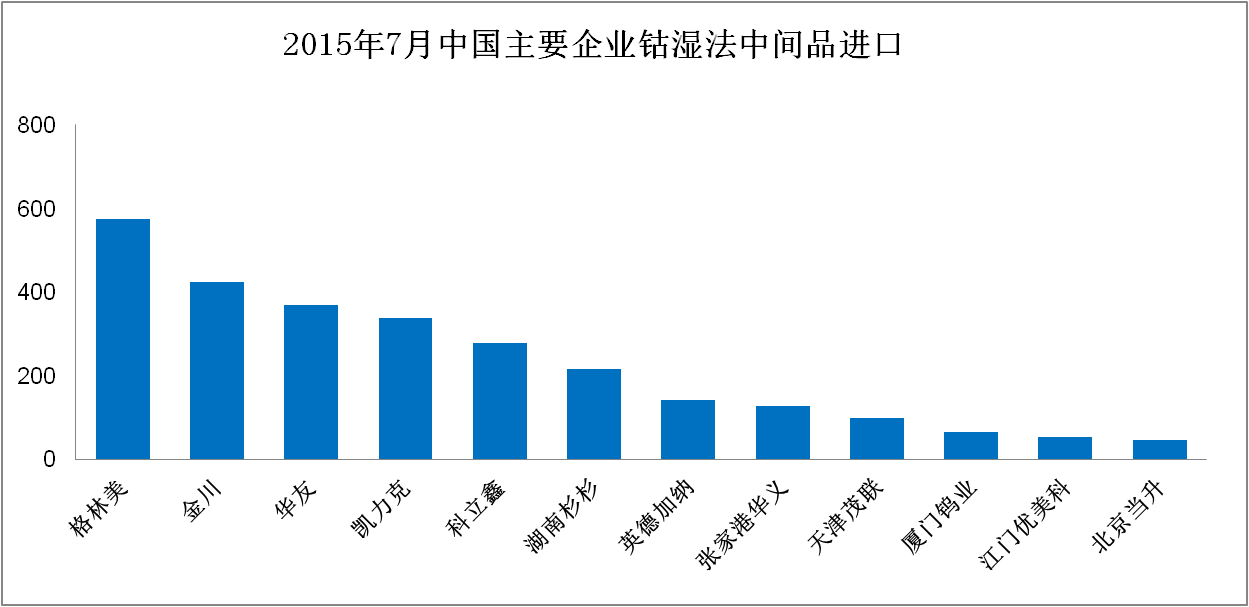 2015年7月中国主要企业钴湿法中间品进口
800
600
400
200
0
格林美
金川
华友
凯力克
科立鑫
湖南杉杉
英德加纳
张家港华义
天津茂联
厦门钨业
江门优美科
北京当升